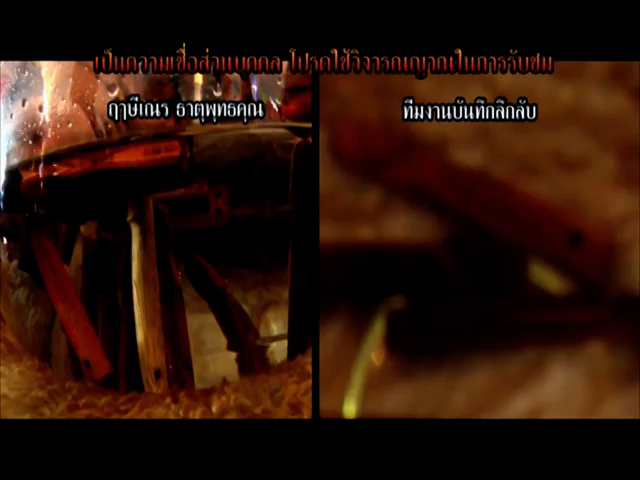 เป็นความเชื่อส่วนบุคคล โปรดใช้วิจารณญาณในการรับชม
ฤๅษีเณร ธาตุพุทธคุณ
ทีมงานบันทึกลึกลับ